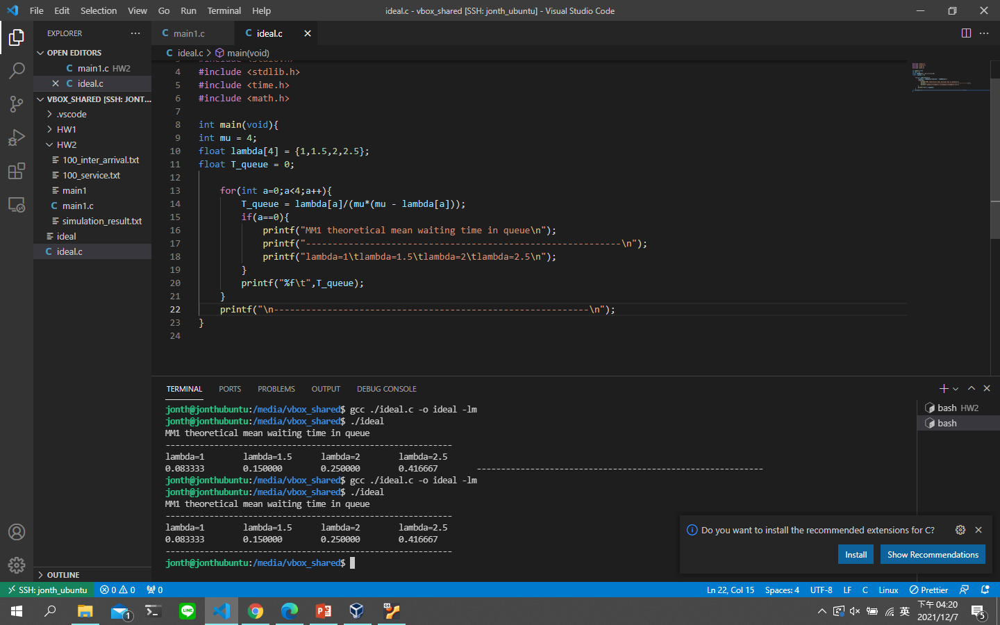 File Edit Selection View Go Run Terminal Help
ideal.c - vbox_shared [SSH: jonth_ubuntu] - Visual Studio Code
EXPLORER
OPEN EDITORS
main1.c HW2
ideal.c
VBOX_SHARED [SSH: JONT...
.vscode
HW1
HW2
100_inter_arrival.txt
100_service.txt
main1
main1.c
simulation_result.txt
ideal
ideal.c
OUTLINE
main1.c
ideal.c
ideal.c > main(void)
3 #include <stdio.h>
4 #include <stdlib.h>
5 #include <time.h>
6 #include <math.h>
7
8 int main(void){
9 int mu = 4;
10 float lambda[4] = {1,1.5,2,2.5};
11 float T_queue = 0;
12
13 for(int a=0;a<4;a++){
14 T_queue = lambda[a]/(mu*(mu - lambda[a]));
15 if(a==0){
16 printf("MM1 theoretical mean waiting time in queue\n");
17 printf("-----------------------------------------------------------\n");
18 printf("lambda=1\tlambda=1.5\tlambda=2\tlambda=2.5\n");
19 }
20 printf("%f\t",T_queue);
21 }
22 printf("\n-----------------------------------------------------------\n");
23 }
24
TERMINAL PORTS PROBLEMS OUTPUT DEBUG CONSOLE
jonth@jonthubuntu:/media/vbox_shared$ gcc ./ideal.c -o ideal -lm
jonth@jonthubuntu:/media/vbox_shared$ ./ideal
MM1 theoretical mean waiting time in queue
-----------------------------------------------------------
lambda=1 lambda=1.5 lambda=2 lambda=2.5
0.083333 0.150000 0.250000 0.416667 -----------------------------------------------------------
jonth@jonthubuntu:/media/vbox_shared$ gcc ./ideal.c -o ideal -lm
jonth@jonthubuntu:/media/vbox_shared$ ./ideal
MM1 theoretical mean waiting time in queue
-----------------------------------------------------------
lambda=1 lambda=1.5 lambda=2 lambda=2.5
0.083333 0.150000 0.250000 0.416667
-----------------------------------------------------------
jonth@jonthubuntu:/media/vbox_shared$
bash HW2
bash
Do you want to install the recommended extensions for C?
Install
Show Recommendations
SSH: jonth_ubuntu 0 0 0
Ln 22, Col 15 Spaces: 4 UTF-8 LF C Linux Prettier
1
LINE
64
英
下午 04:20
2021/12/7
5